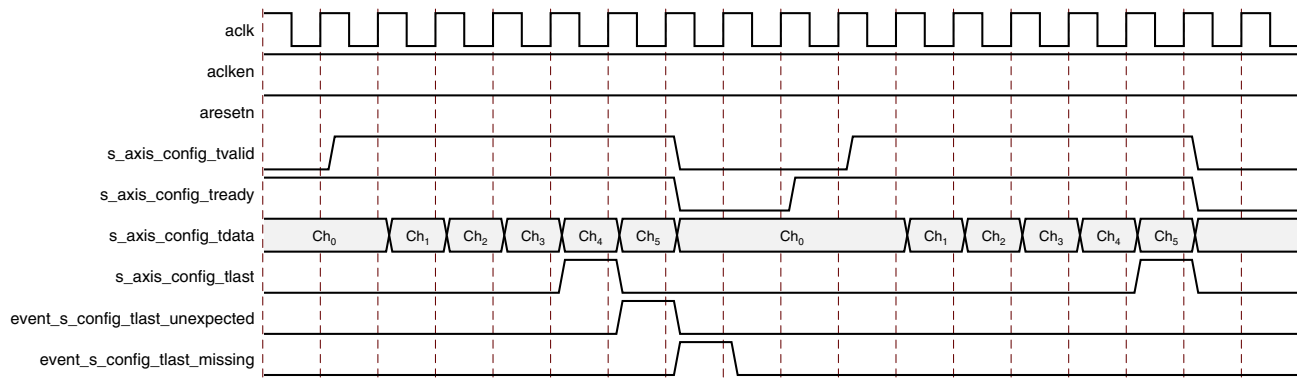 aclk
aclken
aresetn
s_axis_config_tvalid
s_axis_config_tready
s_axis_config_tdata Ch0 Ch1 Ch2 Ch3 Ch4 Ch5 Ch0 Ch1 Ch2 Ch3 Ch4 Ch5
s_axis_config_tlast
event_s_config_tlast_unexpected
event_s_config_tlast_missing